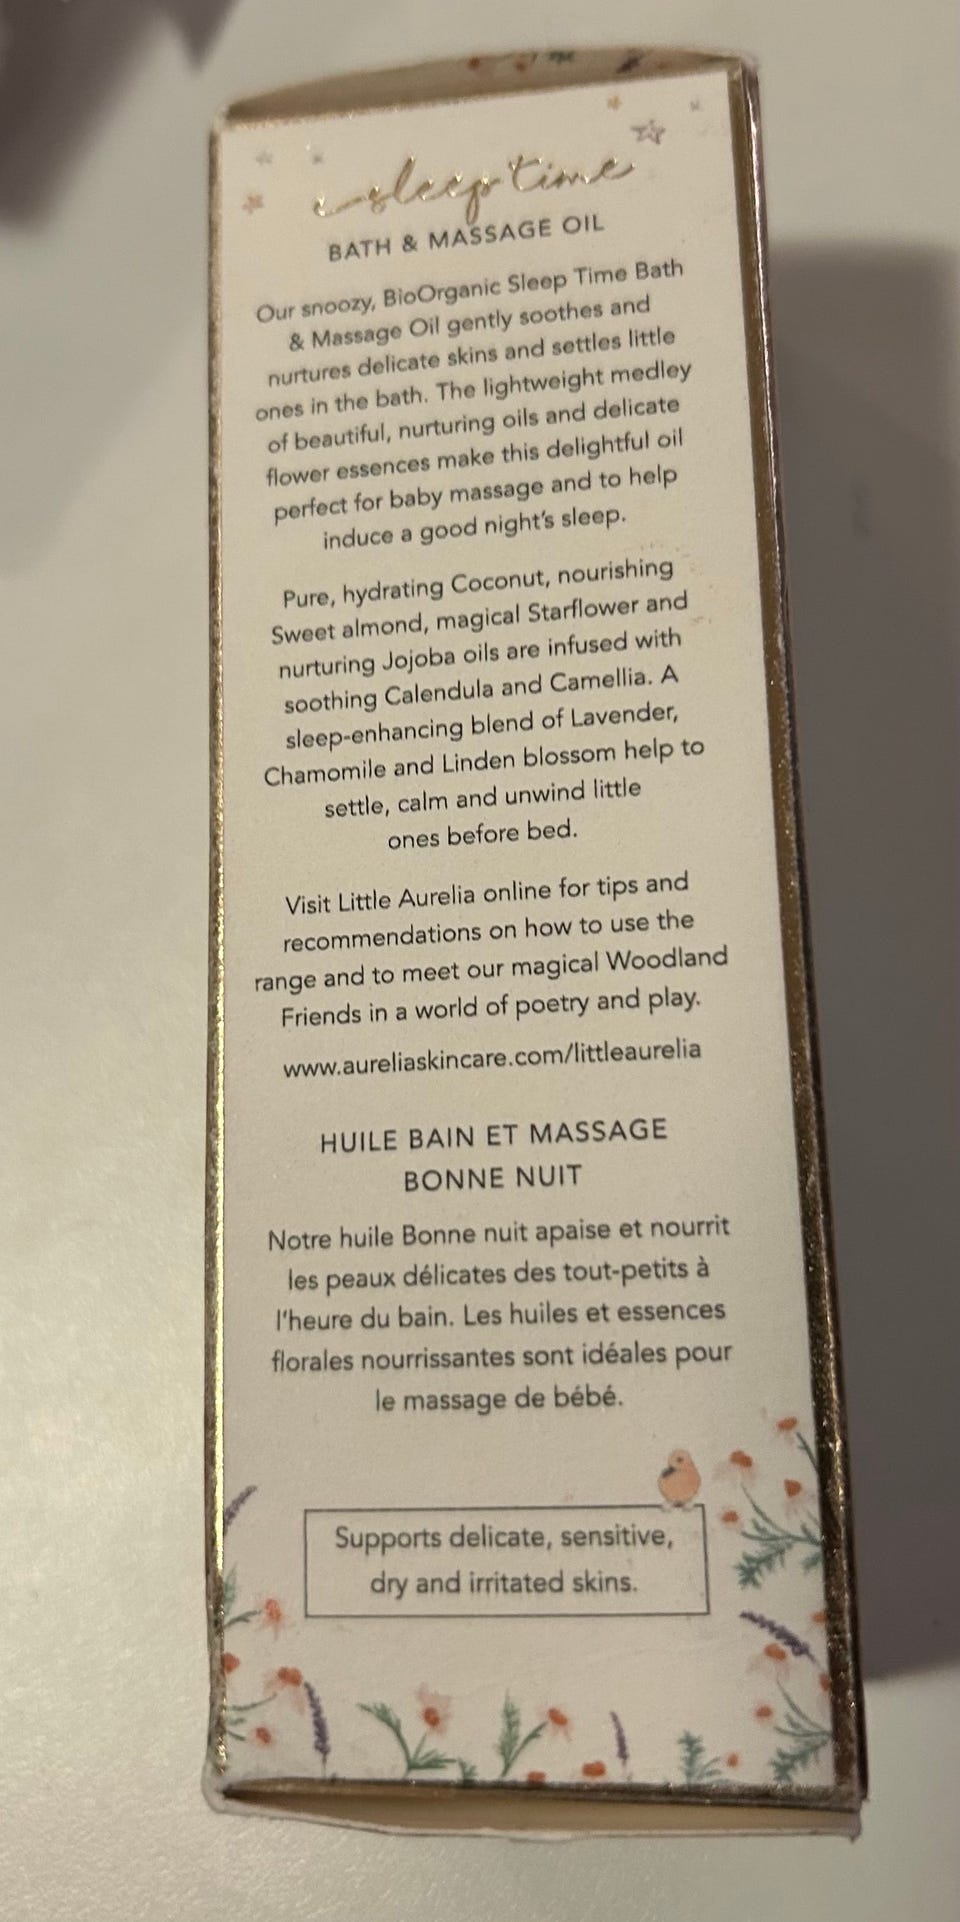 sleep time
BATH & MASSAGE OIL
Our snoozy, BioOrganic Sleep Time Bath
& Massage Oil gently soothes and
nurtures delicate skins and settles little
ones in the bath. The lightweight medley
of beautiful, nurturing oils and delicate
flower essences make this delightful oil
perfect for baby massage and to help
induce a good night's sleep.
Pure, hydrating Coconut, nourishing
Sweet almond, magical Starflower and
nurturing Jojoba oils are infused with
soothing Calendula and Camellia. A
sleep-enhancing blend of Lavender,
Chamomile and Linden blossom help to
settle, calm and unwind little
ones before bed.
Visit Little Aurelia online for tips and
recommendations on how to use the
range and to meet our magical Woodland
Friends in a world of poetry and play.
www.aureliaskincare.com/littleaurelia
HUILE BAIN ET MASSAGE
BONNE NUIT
Notre huile Bonne nuit apaise et nourrit
les peaux délicates des tout-petits à
l'heure du bain. Les huiles et essences
florales nourrissantes sont idéales pour
le massage de bébé.
Supports delicate, sensitive,
dry and irritated skins.